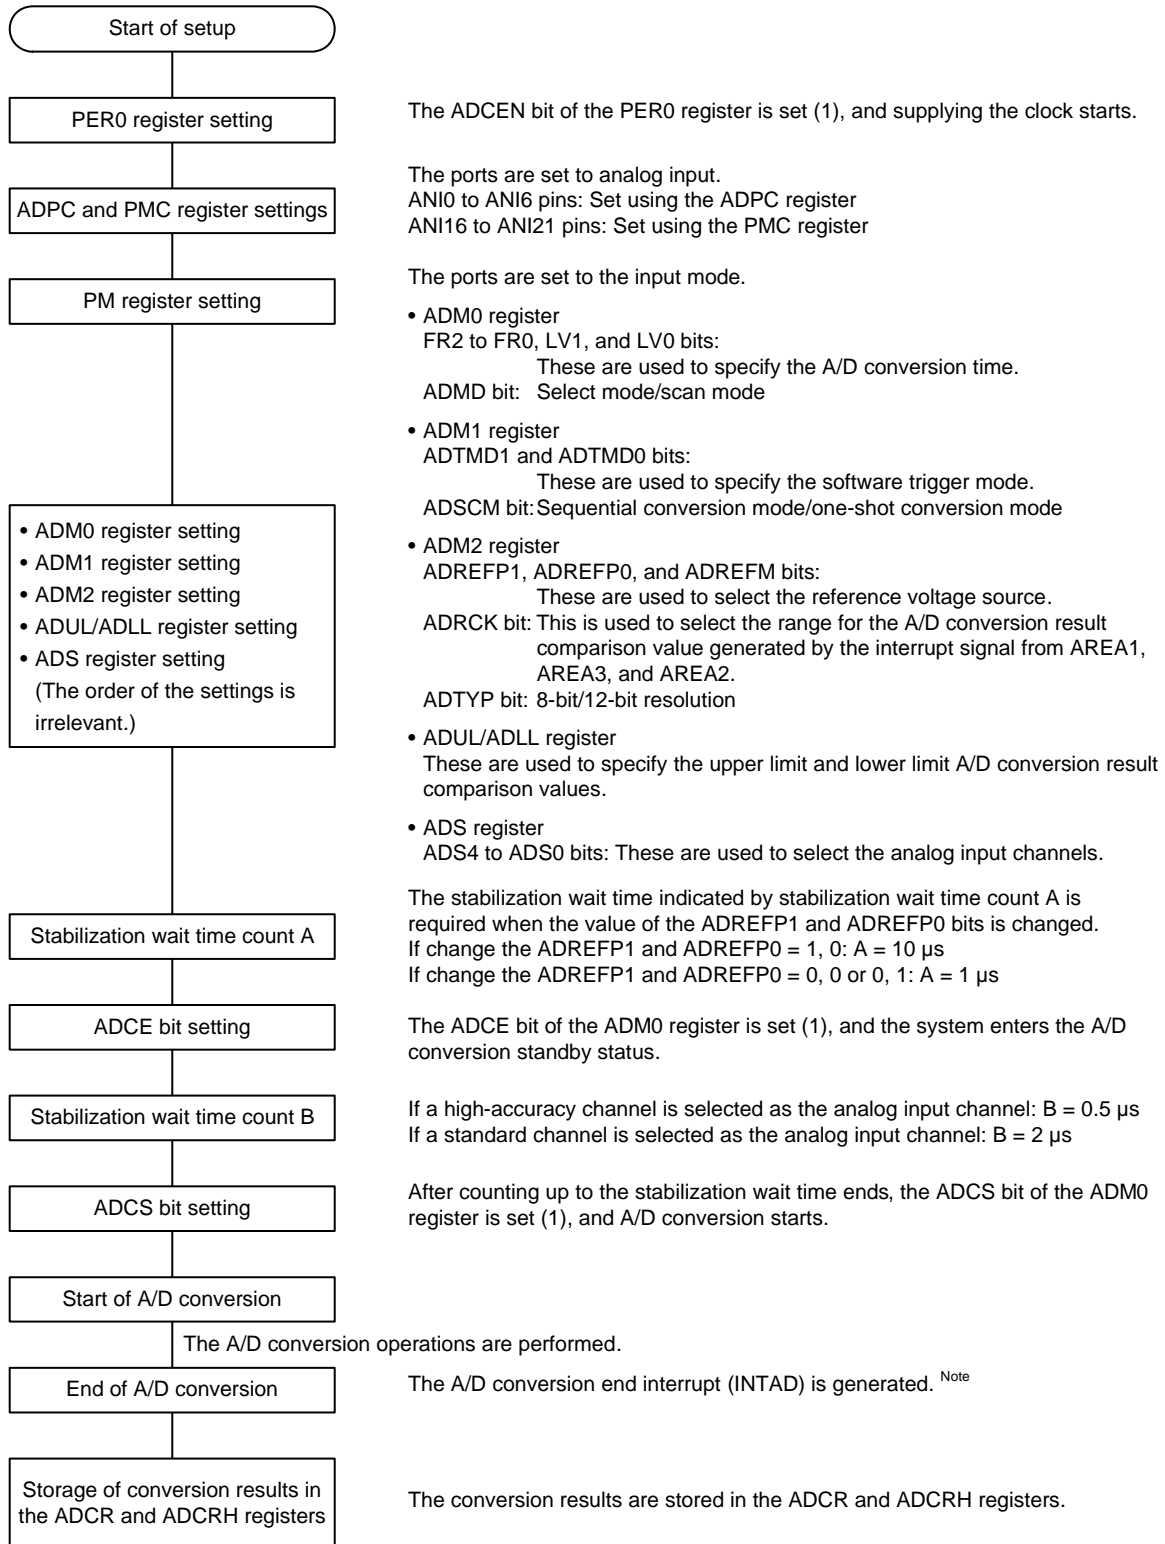 Start of setup
PER0 register setting
The ADCEN bit of the PER0 register is set (1), and supplying the clock starts.
ADPC and PMC register settings
The ports are set to analog input.
ANI0 to ANI6 pins: Set using the ADPC register
ANI16 to ANI21 pins: Set using the PMC register
PM register setting
The ports are set to the input mode.
• ADM0 register setting
• ADM1 register setting
• ADM2 register setting
• ADUL/ADLL register setting
• ADS register setting
(The order of the settings is
irrelevant.)
• ADM0 register
FR2 to FR0, LV1, and LV0 bits:
These are used to specify the A/D conversion time.
ADMD bit: Select mode/scan mode
• ADM1 register
ADTMD1 and ADTMD0 bits:
These are used to specify the software trigger mode.
ADSCM bit: Sequential conversion mode/one-shot conversion mode
• ADM2 register
ADREFP1, ADREFP0, and ADREFM bits:
These are used to select the reference voltage source.
ADRCK bit: This is used to select the range for the A/D conversion result
comparison value generated by the interrupt signal from AREA1,
AREA3, and AREA2.
ADTYP bit: 8-bit/12-bit resolution
• ADUL/ADLL register
These are used to specify the upper limit and lower limit A/D conversion result
comparison values.
• ADS register
ADS4 to ADS0 bits: These are used to select the analog input channels.
Stabilization wait time count A
The stabilization wait time indicated by stabilization wait time count A is
required when the value of the ADREFP1 and ADREFP0 bits is changed.
If change the ADREFP1 and ADREFP0 = 1, 0: A = 10 µs
If change the ADREFP1 and ADREFP0 = 0, 0 or 0, 1: A = 1 µs
ADCE bit setting
The ADCE bit of the ADM0 register is set (1), and the system enters the A/D
conversion standby status.
Stabilization wait time count B
If a high-accuracy channel is selected as the analog input channel: B = 0.5 µs
If a standard channel is selected as the analog input channel: B = 2 µs
ADCS bit setting
After counting up to the stabilization wait time ends, the ADCS bit of the ADM0
register is set (1), and A/D conversion starts.
Start of A/D conversion
The A/D conversion operations are performed.
End of A/D conversion
The A/D conversion end interrupt (INTAD) is generated. Note
Storage of conversion results in
the ADCR and ADCRH registers
The conversion results are stored in the ADCR and ADCRH registers.